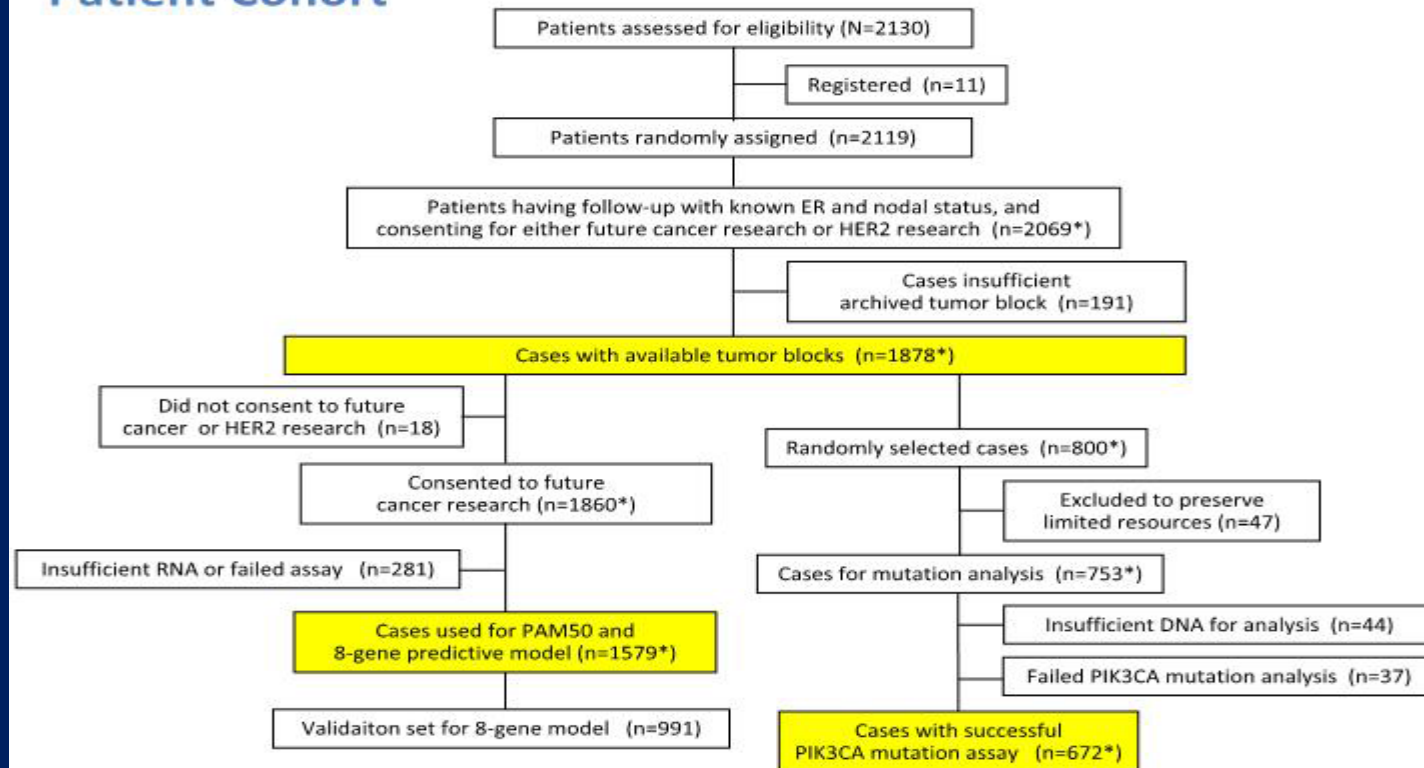 Patient Cohort
Patients assessed for eligibility (N=2130)
Registered (n=11)
Patients randomly assigned (n=2119)
Patients having follow-up with known ER and nodal status, and
consenting for either future cancer research or HER2 research (n=2069*)
Cases insufficient
archived tumor block (n=191)
Cases with available tumor blocks (n=1878*)
Did not consent to future
cancer or HER2 research (n=18)
Randomly selected cases (n=800*)
Consented to future
cancer research (n=1860*)
Excluded to preserve
limited resources (n=47)
Insufficient RNA or failed assay (n=281)
Cases for mutation analysis (n=753*)
Cases used for PAM50 and
8-gene predictive model (n=1579*)
Insufficient DNA for analysis (n=44)
Failed PIK3CA mutation analysis (n=37)
Validaiton set for 8-gene model (n=991)
Cases with successful
PIK3CA mutation assay (n=672*)